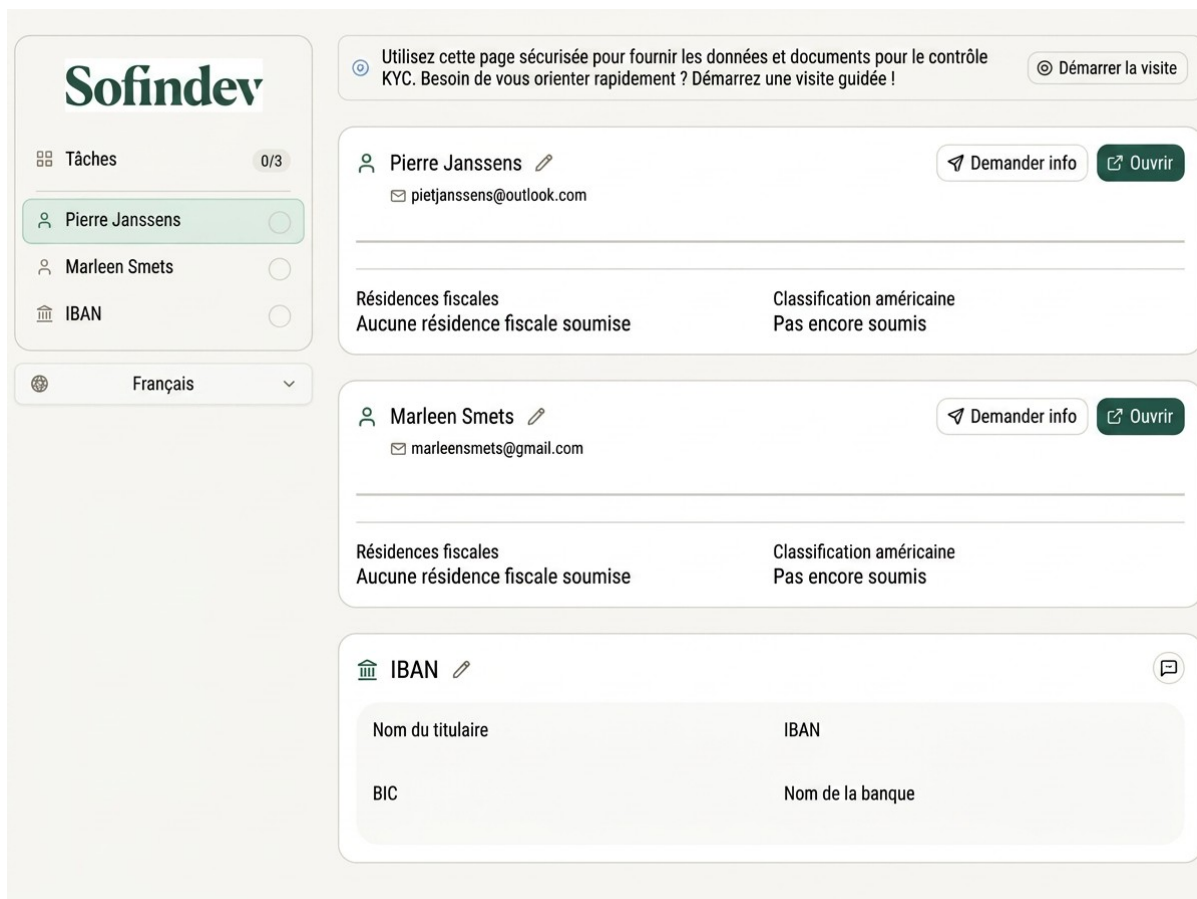 Sofindev
Tâches 0/3
Pierre Janssens
Marleen Smets
IBAN
Français
Utilisez cette page sécurisée pour fournir les données et documents pour le contrôle
KYC. Besoin de vous orienter rapidement ? Démarrez une visite guidée !
Démarrer la visite
Pierre Janssens
Demander info
Ouvrir
pietjanssens@outlook.com
Résidences fiscales
Classification américaine
Aucune résidence fiscale soumise
Pas encore soumis
Marleen Smets
Demander info
Ouvrir
marleensmets@gmail.com
Résidences fiscales
Classification américaine
Aucune résidence fiscale soumise
Pas encore soumis
IBAN
Nom du titulaire
IBAN
BIC
Nom de la banque